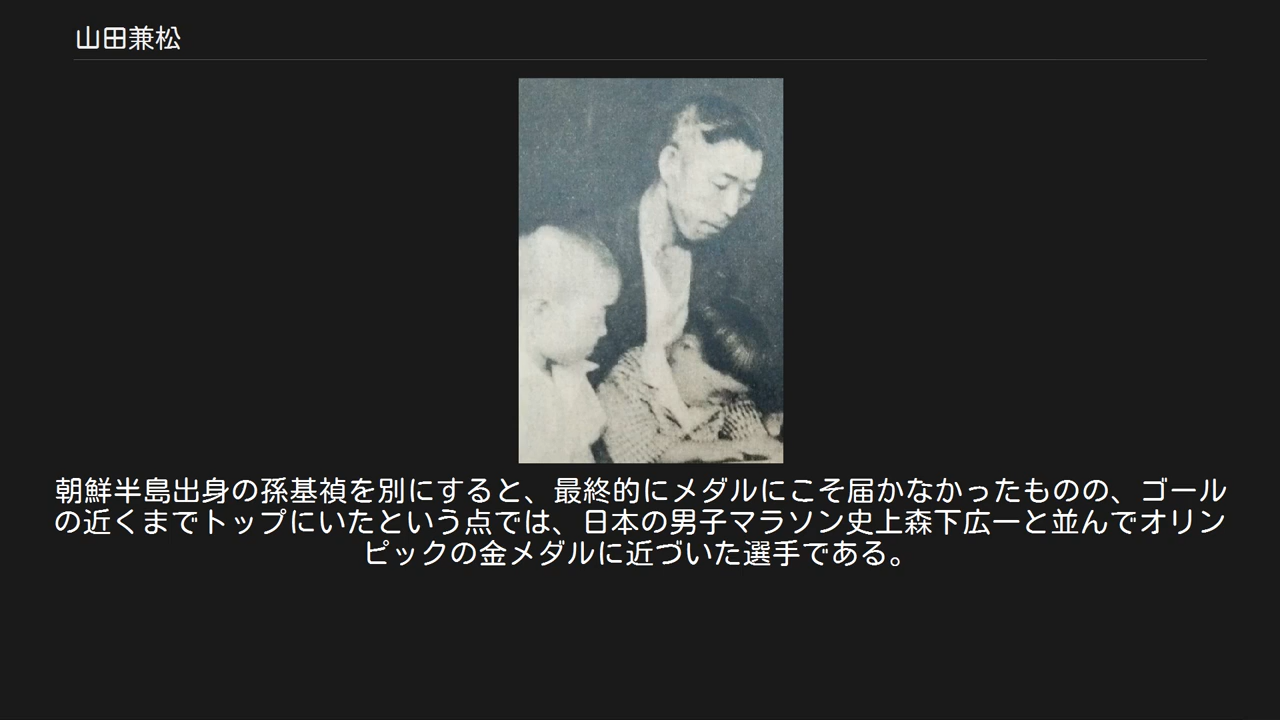 山田兼松
朝鮮半島出身の孫基禎を別にすると、最終的にメダルにこそ届かなかったものの、ゴール
の近くまでトップにいたという点では、日本の男子マラソン史上森下広一と並んでオリン
ピックの金メダルに近づいた選手である。